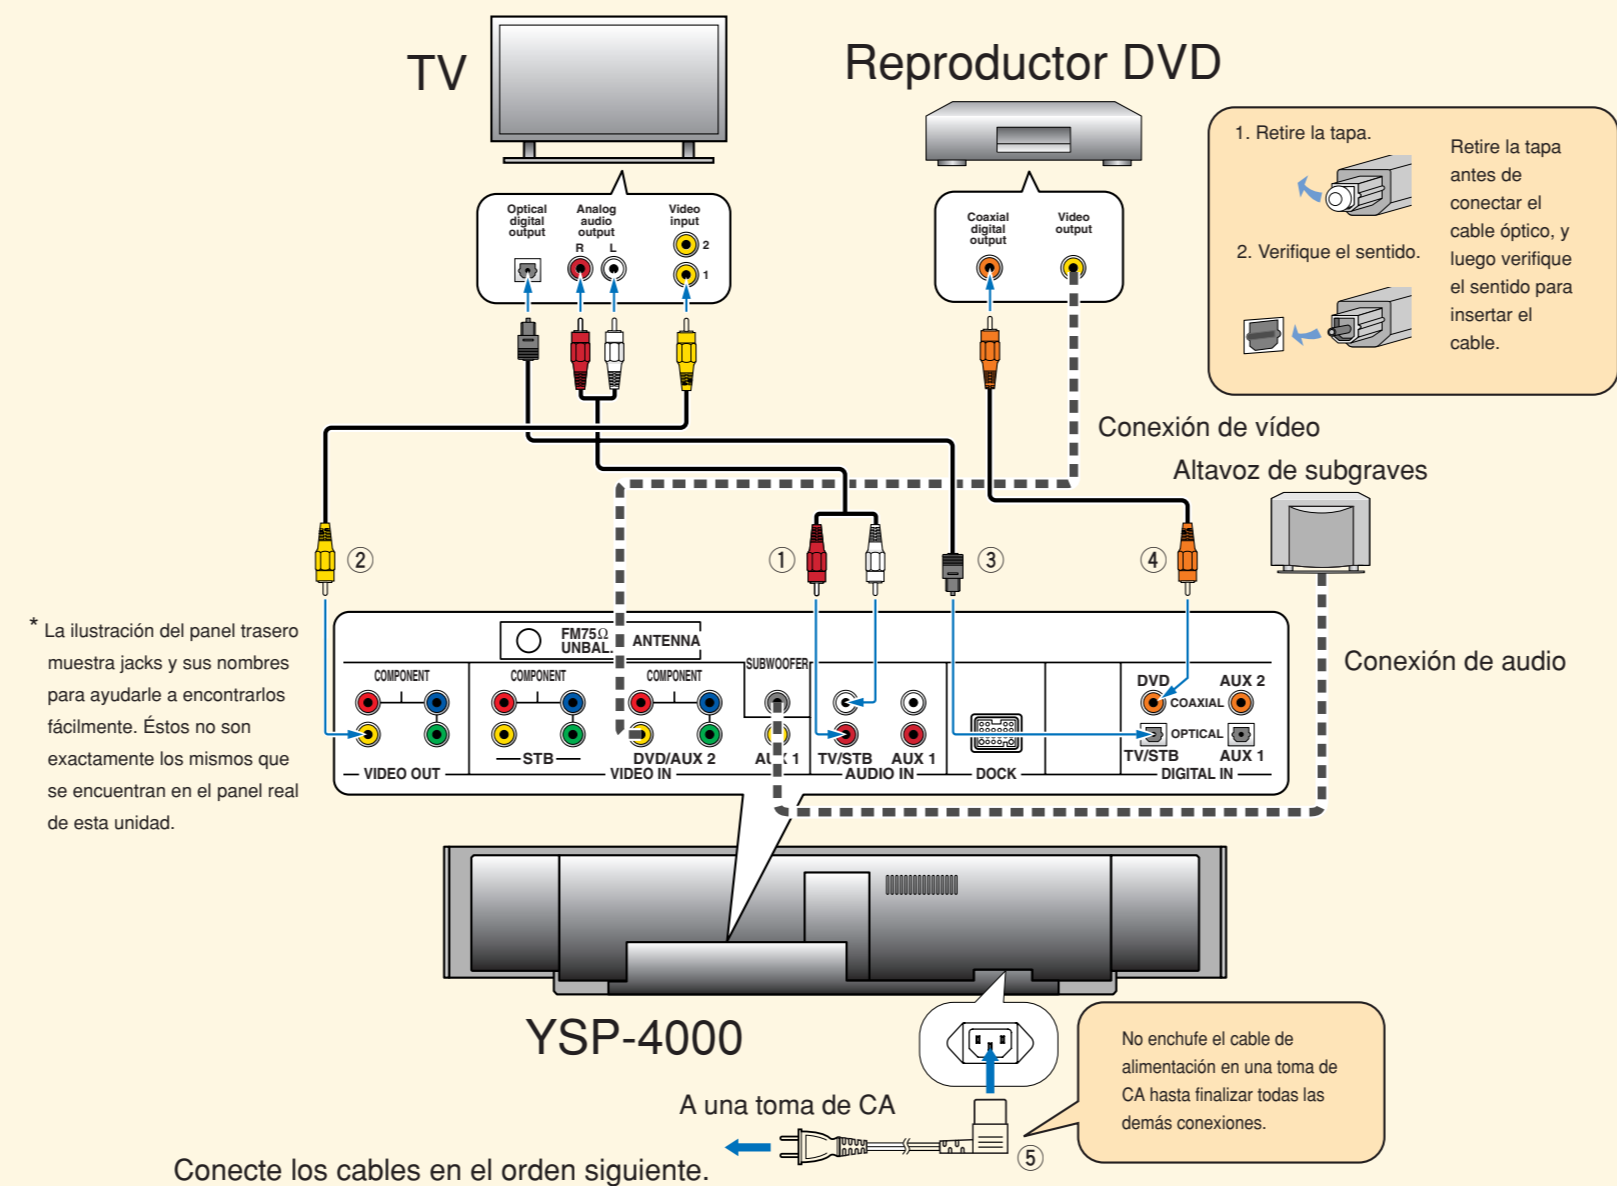 TV
Reproductor DVD
Optical
digital
output
Analog
audio
output
R L
Video
input
2
1
Coaxial
digital
output
Video
output
1. Retire la tapa.
2. Verifique el sentido.
Retire la tapa
antes de
conectar el
cable óptico, y
luego verifique
el sentido para
insertar el
cable.
Conexión de vídeo
Altavoz de subgraves
② ① ③ ④
* La ilustración del panel trasero
muestra jacks y sus nombres
para ayudarle a encontrarlos
fácilmente. Éstos no son
exactamente los mismos que
se encuentran en el panel real
de esta unidad.
FM75Ω
UNBAL.
ANTENNA
COMPONENT
COMPONENT
COMPONENT
SUBWOOFER
DVD
AUX 2
COAXIAL
OPTICAL
STB
DVD/AUX 2
AUX 1
TV/STB
AUX 1
TV/STB
AUX 1
VIDEO OUT
VIDEO IN
AUDIO IN
DOCK
DIGITAL IN
Conexión de audio
YSP-4000
No enchufe el cable de
alimentación en una toma de
CA hasta finalizar todas las
demás conexiones.
A una toma de CA
⑤
Conecte los cables en el orden siguiente.